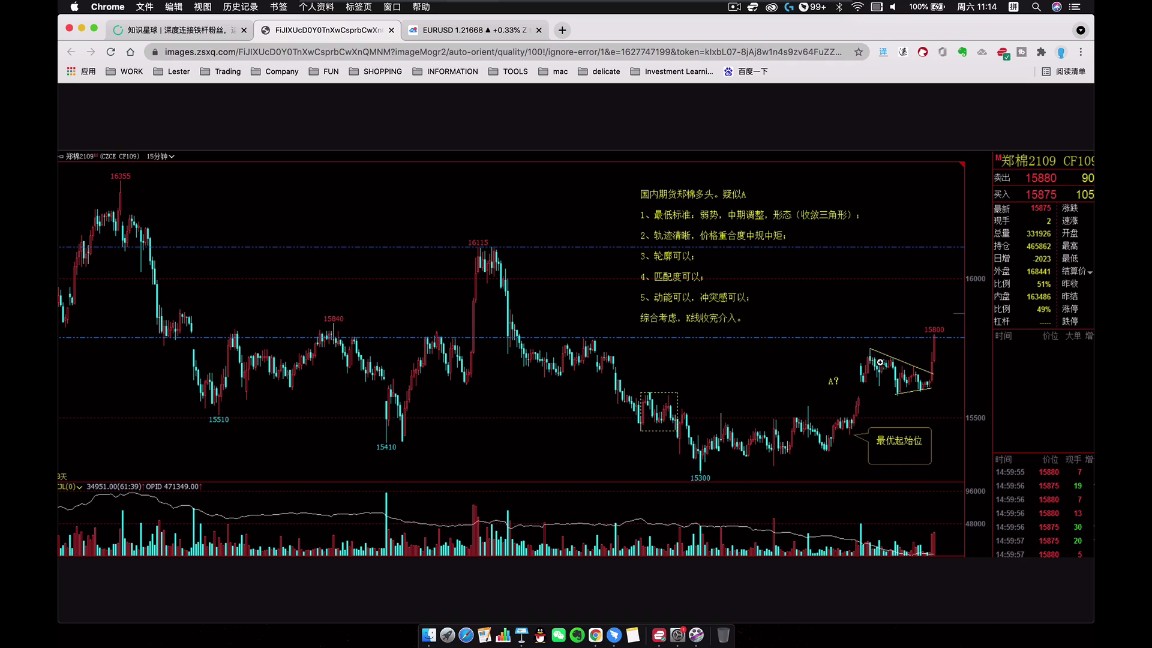 Chrome 文件 编辑 视图 历史记录 书签 个人资料 标签页 窗口 帮助 99+ 100% 周六 11:14
知识星球 | 深度连接铁杆粉丝，运 FiJIXUcD0Y0TnXwCsprbCwXn EURUSD 1.21668 ▲ +0.33% Z
images.zsxq.com/FiJIXUcD0Y0TnXwCsprbCwXnQMNM?imageMogr2/auto-orient/quality/100!/ignore-error/1&e=1627747199&token=kIxbL07-8jAj8w1n4s9zv64FuZZ...
应用 WORK Lester Trading Company FUN SHOPPING INFORMATION TOOLS mac delicate Investment Learni... 百度一下 阅读清单
郑棉2109 (CZCE CF109) 15分钟
郑棉2109 CF109
16355
卖出 15880 90
买入 15875 105
国内期货郑棉多头。疑似A
1、最低标准：弱势，中期调整，形态（收敛三角形）；
2、轨迹清晰，价格重合度中规中矩；
3、轮廓可以；
4、匹配度可以；
5、动能可以，冲突感可以；
综合考虑，K线收完介入。
最新 15875 涨跌
现手 2 速涨
总量 331926 开盘
持仓 465862 最高
日增 -2023 最低
外盘 168441 结算价
比例 51% 昨收
内盘 163486 昨结
比例 49% 涨停
杠杆 ---- 跌停
时间 价位 大单 增
16115
16000
15840
15880
A?
15510
15410
15500
最优起始位
15300
时间 价位 现手 增
14:59:55 15880 7
14:59:56 15875 19
14:59:56 15880 7
14:59:56 15880 13
14:59:56 15875 30
14:59:57 15875 20
14:59:57 15880 5
34951.00(61:39) OPID 471349.00
96000
48000